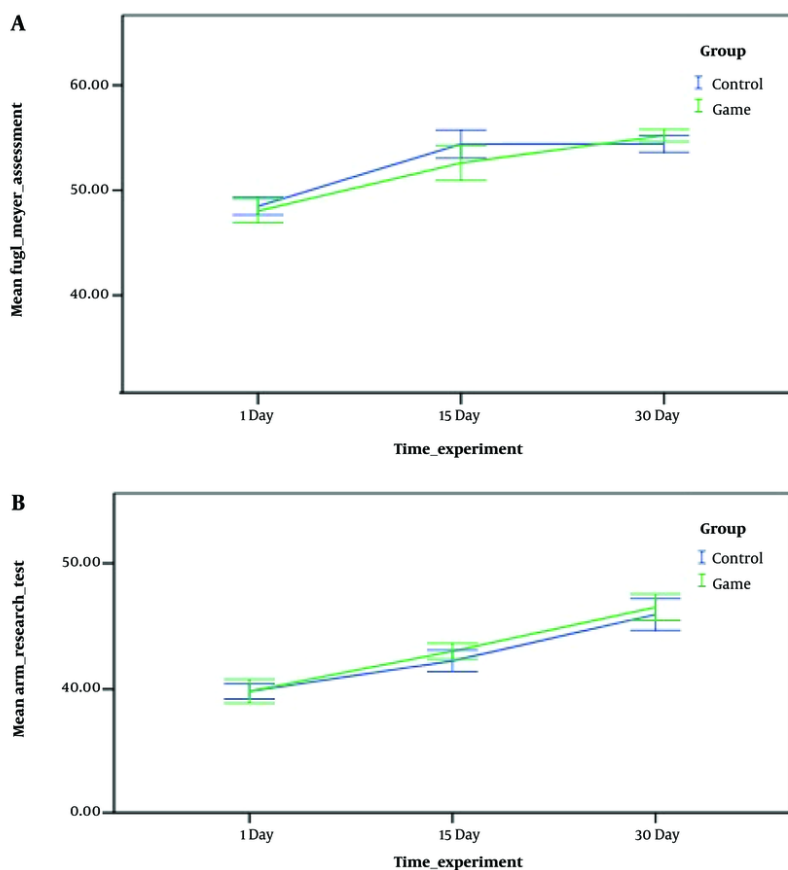 A
Group
Control
Game
60.00
50.00
40.00
Mean fugl_meyer_assessment
1 Day
15 Day
30 Day
Time_experiment
B
Group
Control
Game
50.00
40.00
0.00
Mean arm_research_test
1 Day
15 Day
30 Day
Time_experiment